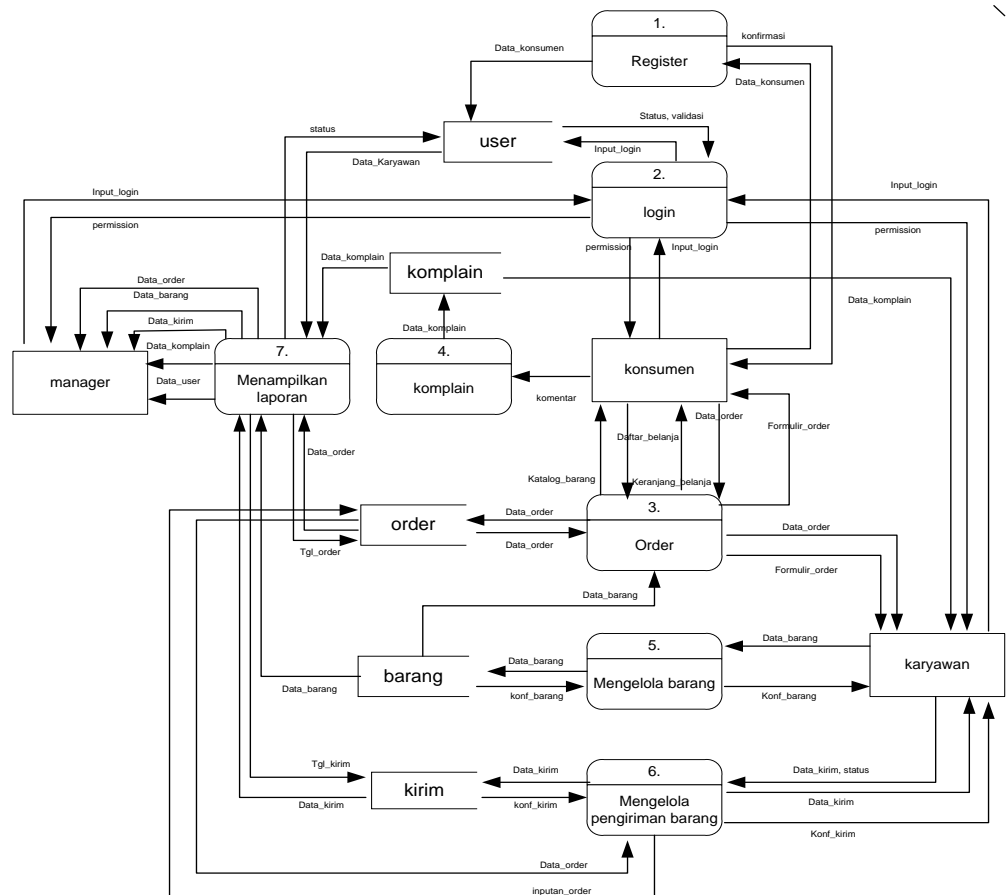 1.
Register
konfirmasi
Data_konsumen
Data_konsumen
user
status
Data_Karyawan
Status, validasi
Input_login
2.
login
Input_login
permission
Input_login
permission
permission
Input_login
komplain
Data_komplain
Data_komplain
Data_komplain
Data_order
Data_barang
Data_kirim
Data_komplain
Data_user
manager
7.
Menampilkan
laporan
4.
komplain
komentar
konsumen
Data_order
Formulir_order
Daftar_belanja
Katalog_barang
Keranjang_belanja
Data_order
order
Data_order
Data_order
Tgl_order
3.
Order
Data_order
Formulir_order
Data_barang
barang
Data_barang
Data_barang
konf_barang
5.
Mengelola barang
Data_barang
Konf_barang
karyawan
Tgl_kirim
Data_kirim
kirim
Data_kirim
konf_kirim
6.
Mengelola
pengiriman barang
Data_kirim, status
Data_kirim
Konf_kirim
Data_order
inputan_order